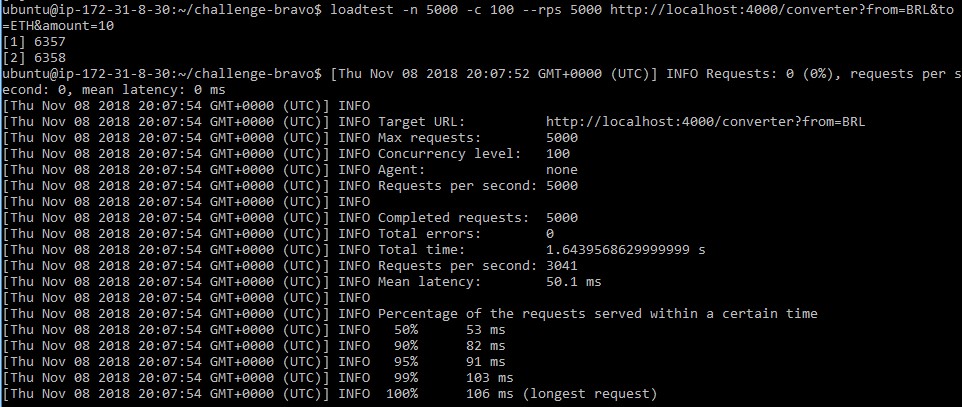 ubuntu@ip-172-31-8-30:~/challenge-bravo$ loadtest -n 5000 -c 100 --rps 5000 http://localhost:4000/converter?from=BRL&to
=ETH&amount=10
[1] 6357
[2] 6358
ubuntu@ip-172-31-8-30:~/challenge-bravo$ [Thu Nov 08 2018 20:07:52 GMT+0000 (UTC)] INFO Requests: 0 (0%), requests per s
econd: 0, mean latency: 0 ms
[Thu Nov 08 2018 20:07:54 GMT+0000 (UTC)] INFO
[Thu Nov 08 2018 20:07:54 GMT+0000 (UTC)] INFO Target URL:          http://localhost:4000/converter?from=BRL
[Thu Nov 08 2018 20:07:54 GMT+0000 (UTC)] INFO Max requests:        5000
[Thu Nov 08 2018 20:07:54 GMT+0000 (UTC)] INFO Concurrency level:   100
[Thu Nov 08 2018 20:07:54 GMT+0000 (UTC)] INFO Agent:               none
[Thu Nov 08 2018 20:07:54 GMT+0000 (UTC)] INFO Requests per second: 5000
[Thu Nov 08 2018 20:07:54 GMT+0000 (UTC)] INFO
[Thu Nov 08 2018 20:07:54 GMT+0000 (UTC)] INFO Completed requests:  5000
[Thu Nov 08 2018 20:07:54 GMT+0000 (UTC)] INFO Total errors:        0
[Thu Nov 08 2018 20:07:54 GMT+0000 (UTC)] INFO Total time:          1.6439568629999999 s
[Thu Nov 08 2018 20:07:54 GMT+0000 (UTC)] INFO Requests per second: 3041
[Thu Nov 08 2018 20:07:54 GMT+0000 (UTC)] INFO Mean latency:        50.1 ms
[Thu Nov 08 2018 20:07:54 GMT+0000 (UTC)] INFO
[Thu Nov 08 2018 20:07:54 GMT+0000 (UTC)] INFO Percentage of the requests served within a certain time
[Thu Nov 08 2018 20:07:54 GMT+0000 (UTC)] INFO   50%      53 ms
[Thu Nov 08 2018 20:07:54 GMT+0000 (UTC)] INFO   90%      82 ms
[Thu Nov 08 2018 20:07:54 GMT+0000 (UTC)] INFO   95%      91 ms
[Thu Nov 08 2018 20:07:54 GMT+0000 (UTC)] INFO   99%      103 ms
[Thu Nov 08 2018 20:07:54 GMT+0000 (UTC)] INFO  100%      106 ms (longest request)